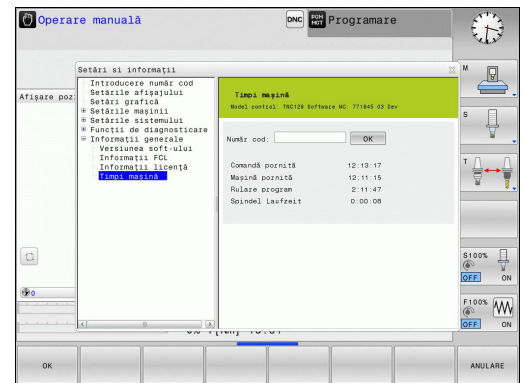 Operare manuală
DNC
PGM MGT
Programare
Setări si informații
Afișare poz
Introducere număr cod
Setările afișajului
Setări grafică
Setările mașinii
Setările sistemului
Funcții de diagnosticare
Informații generale
Versiunea soft-ului
Informații FCL
Informații licență
Timpi mașină
Timpi mașină
Model control: TNC128 Software NC: 771845 03 Dev
Număr cod:
OK
Comandă pornită 12:13:17
Mașină pornită 12:11:15
Rulare program 2:11:47
Spindel Laufzeit 0:00:08
M
S
T
S100%
OFF ON
F100%
OFF ON
0
OK
ANULARE